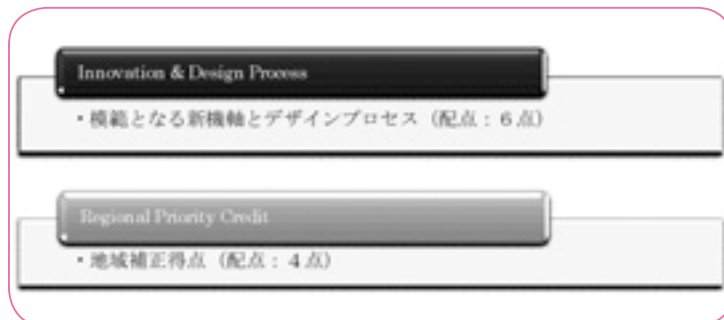 Innovation & Design Process
・模範となる新機軸とデザインプロセス（配点：６点）
Regional Priority Credit
・地域補正得点（配点：４点）